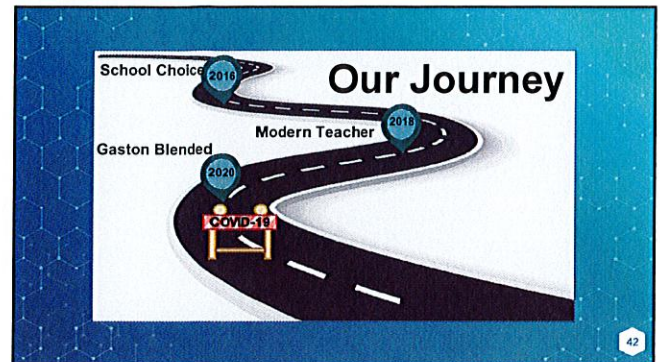 Our Journey
School Choice
2016
Modern Teacher
2018
Gaston Blended
2020
COVID-19
42